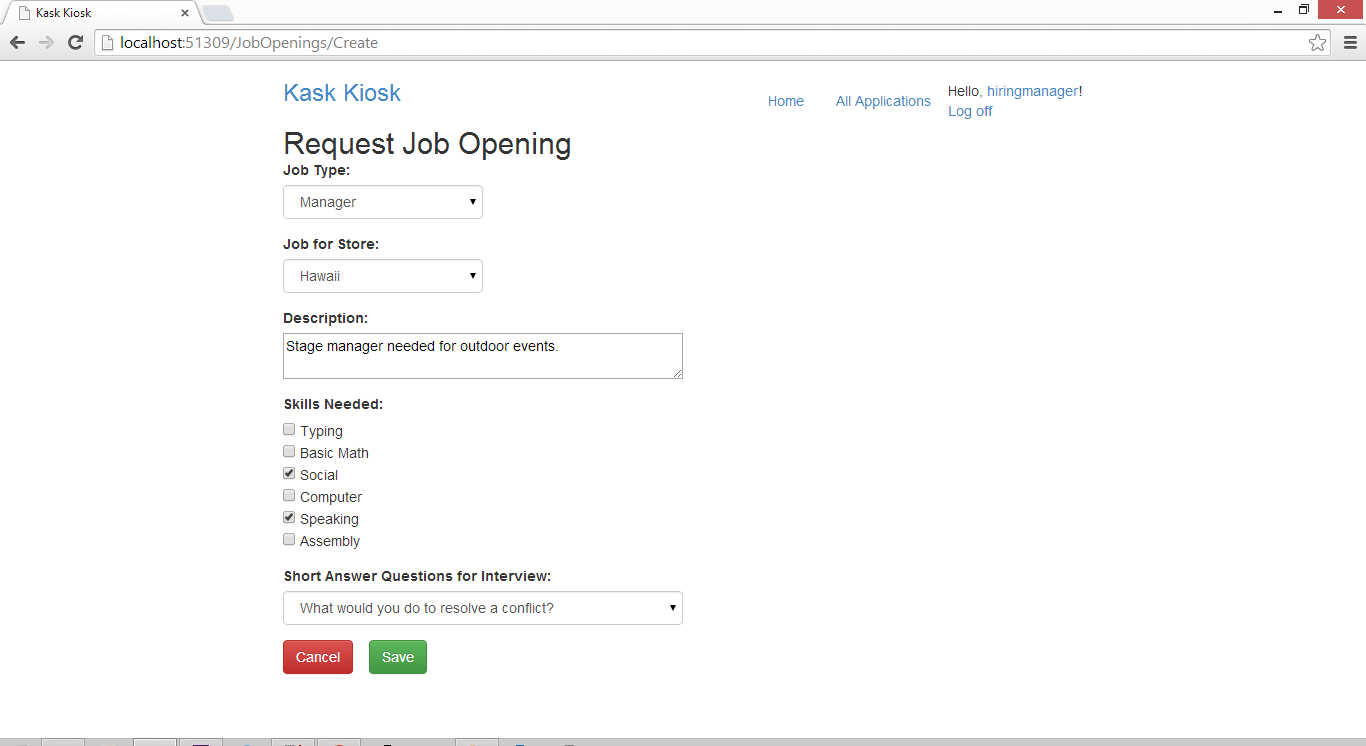 Kask Kiosk
localhost:51309/JobOpenings/Create
Kask Kiosk
Home All Applications Hello, hiringmanager!
Log off
Request Job Opening
Job Type:
Manager
Job for Store:
Hawaii
Description:
Stage manager needed for outdoor events.
Skills Needed:
Typing
Basic Math
Social
Computer
Speaking
Assembly
Short Answer Questions for Interview:
What would you do to resolve a conflict?
Cancel Save